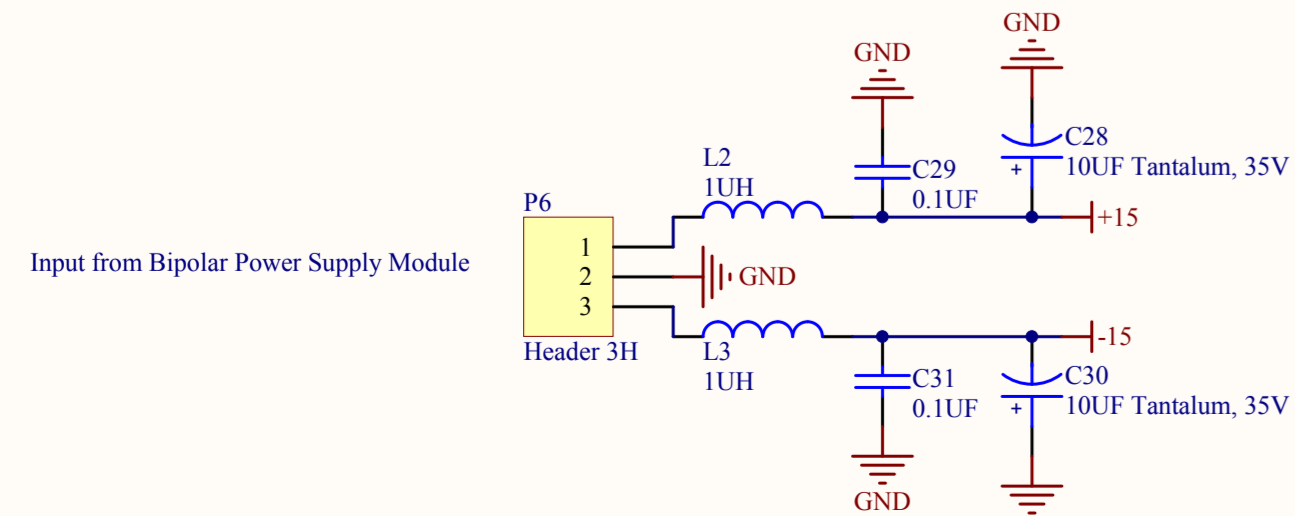 GND
GND
C28
10UF Tantalum, 35V
+
L2
1UH
C29
0.1UF
+15
P6
1
2
3
Header 3H
Input from Bipolar Power Supply Module
GND
-15
L3
1UH
C31
0.1UF
C30
10UF Tantalum, 35V
+
GND